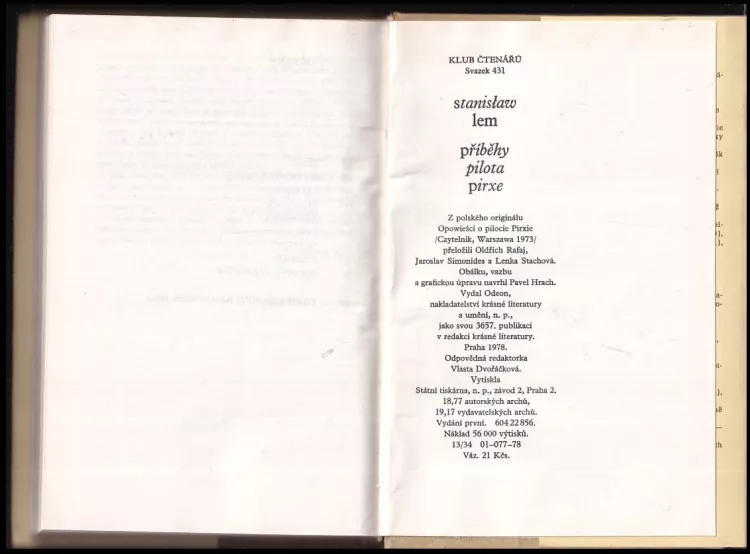 KLUB ČTENÁŘŮ
Svazek 431
stanisław
lem
příběhy
pilota
pirxe
Z polského originálu
Opowieści o pilocie Pirxie
/Czytelnik, Warszawa 1973/
přeložili Oldřich Rafaj,
Jaroslav Simonides a Lenka Stachová.
Obálku, vazbu
a grafickou úpravu navrhl Pavel Hrach.
Vydal Odeon,
nakladatelství krásné literatury
a umění, n. p.,
jako svou 3657. publikaci
v redakci krásné literatury.
Praha 1978.
Odpovědná redaktorka
Vlasta Dvořáčková.
Vytiskla
Státní tiskárna, n. p., závod 2, Praha 2.
18,77 autorských archů,
19,17 vydavatelských archů.
Vydání první. 604 22 856.
Náklad 56 000 výtisků.
13/34 01–077–78
Váz. 21 Kčs.